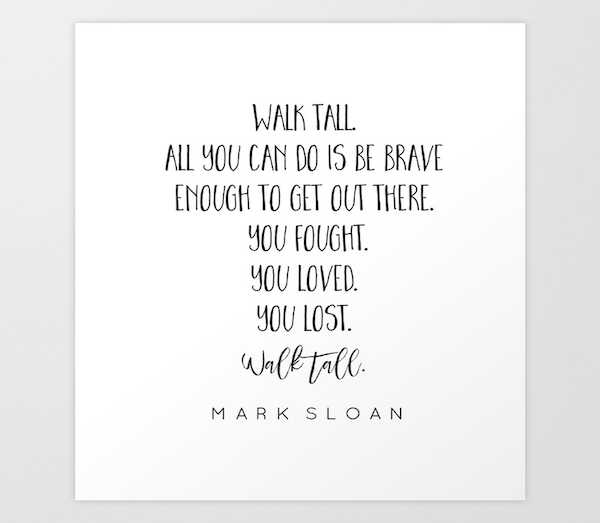 WALK TALL.
ALL YOU CAN DO IS BE BRAVE
ENOUGH TO GET OUT THERE.
YOU FOUGHT.
YOU LOVED.
YOU LOST.
Walk Tall.
MARK SLOAN